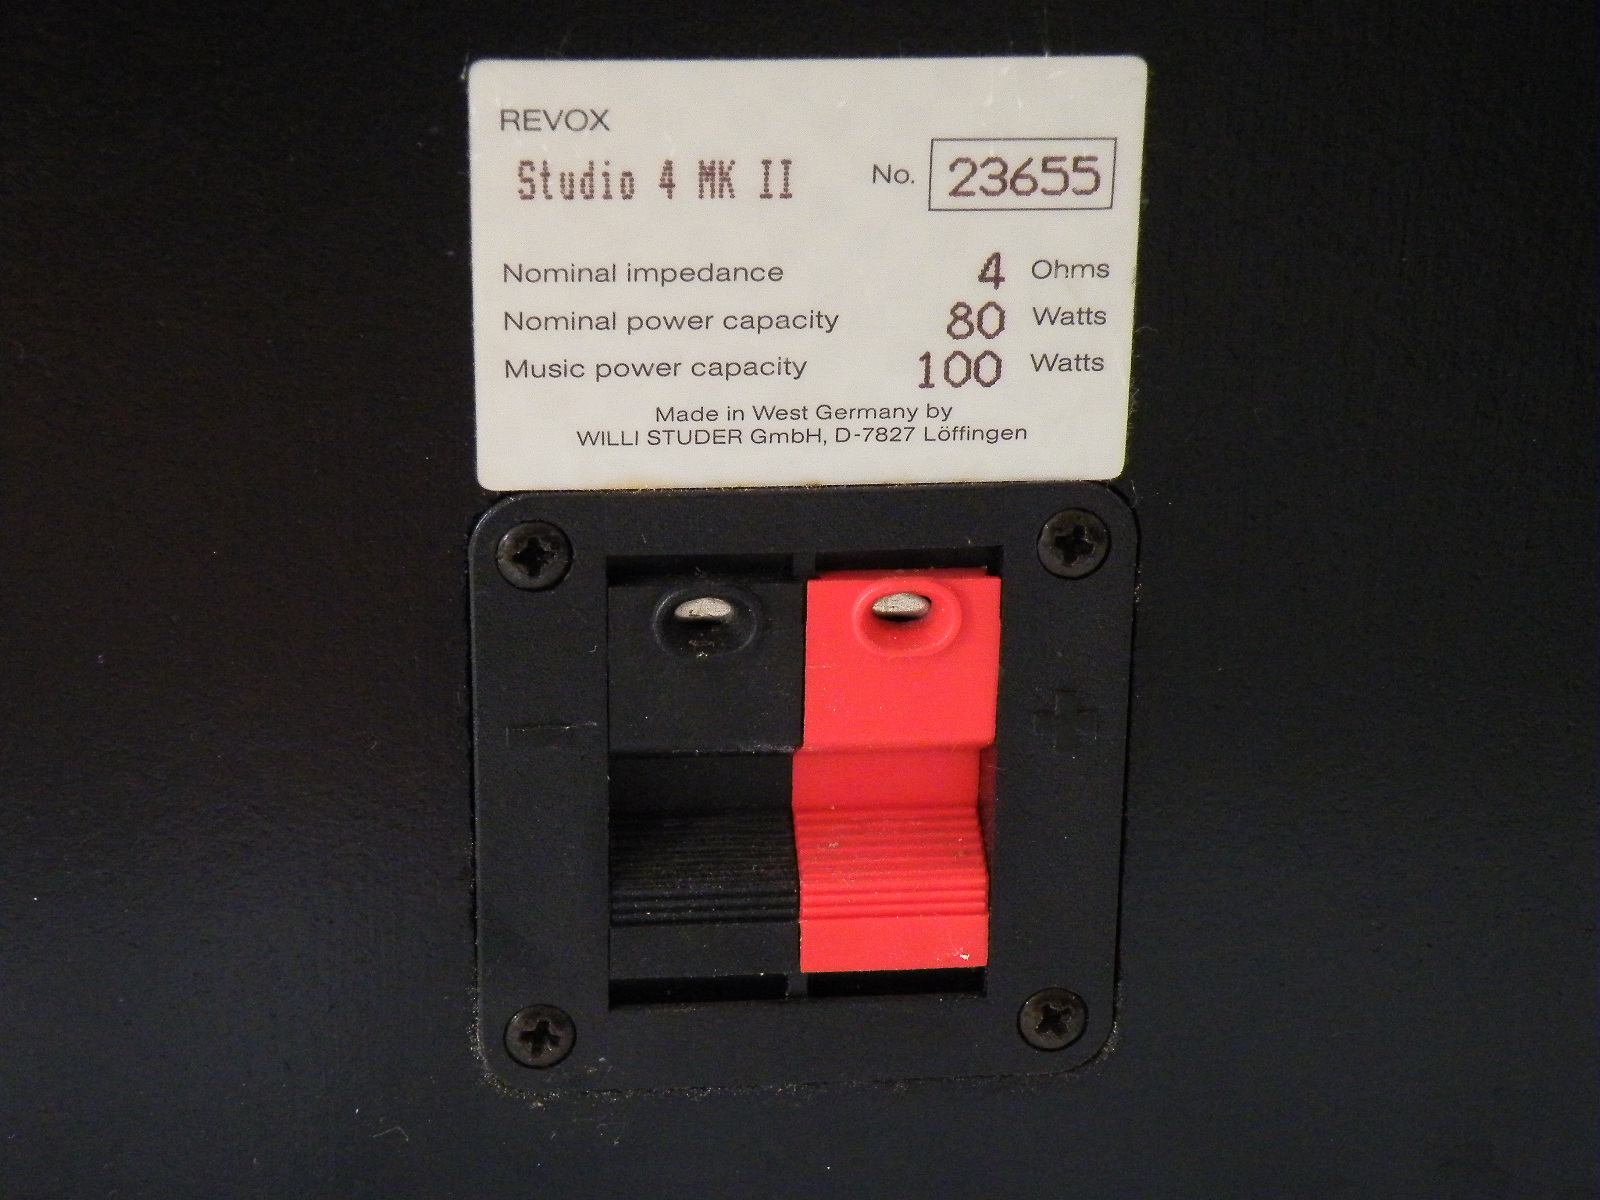 REVOX
Studio 4 MK II No. 23655
Nominal impedance 4 Ohms
Nominal power capacity 80 Watts
Music power capacity 100 Watts
Made in West Germany by
WILLI STUDER GmbH, D-7827 Löffingen
− +